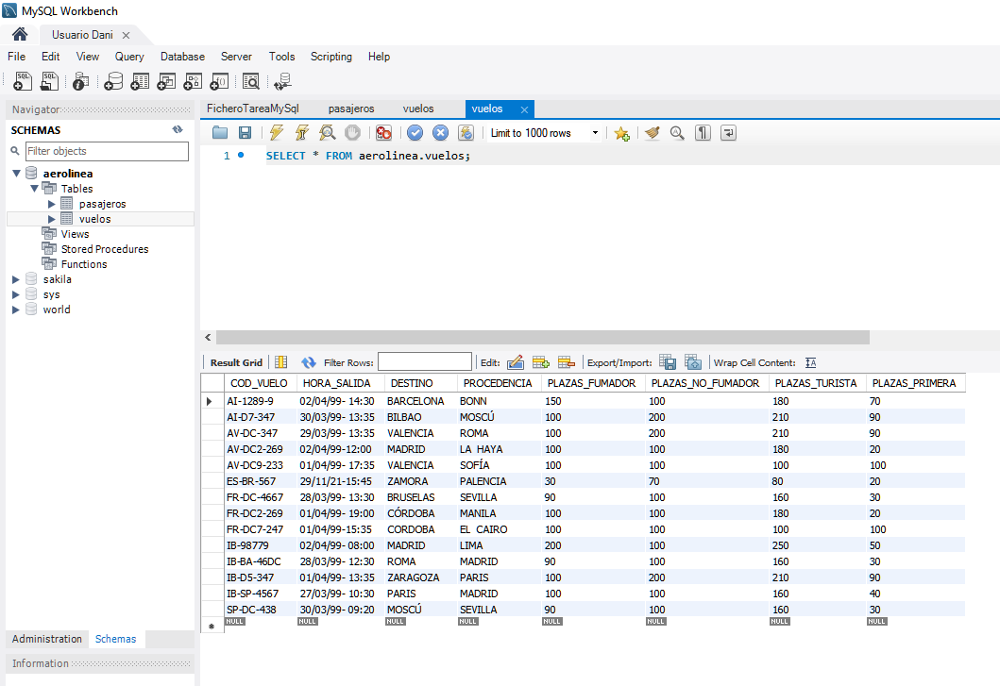 MySQL Workbench
Usuario Dani
File Edit View Query Database Server Tools Scripting Help
Navigator
SCHEMAS
Filter objects
aerolinea
Tables
pasajeros
vuelos
Views
Stored Procedures
Functions
sakila
sys
world
Administration Schemas
Information
FicheroTareaMySql pasajeros vuelos vuelos
Limit to 1000 rows
1 SELECT * FROM aerolinea.vuelos;
Result Grid Filter Rows: Edit: Export/Import: Wrap Cell Content:
COD_VUELO HORA_SALIDA DESTINO PROCEDENCIA PLAZAS_FUMADOR PLAZAS_NO_FUMADOR PLAZAS_TURISTA PLAZAS_PRIMERA
AI-1289-9 02/04/99- 14:30 BARCELONA BONN 150 100 180 70
AI-D7-347 30/03/99- 13:35 BILBAO MOSCÚ 100 200 210 90
AV-DC-347 29/03/99- 13:35 VALENCIA ROMA 100 200 210 90
AV-DC2-269 02/04/99-12:00 MADRID LA HAYA 100 100 180 20
AV-DC9-233 01/04/99- 17:35 VALENCIA SOFÍA 100 100 100 100
ES-BR-567 29/11/21-15:45 ZAMORA PALENCIA 30 70 80 20
FR-DC-4667 28/03/99- 13:30 BRUSELAS SEVILLA 90 100 160 30
FR-DC2-269 01/04/99- 19:00 CÓRDOBA MANILA 100 100 180 20
FR-DC7-247 01/04/99-15:35 CORDOBA EL CAIRO 100 100 100 100
IB-98779 02/04/99- 08:00 MADRID LIMA 200 100 250 50
IB-BA-46DC 28/03/99- 12:30 ROMA MADRID 90 100 160 30
IB-D5-347 01/04/99- 13:35 ZARAGOZA PARIS 100 200 210 90
IB-SP-4567 27/03/99- 10:30 PARIS MADRID 100 100 160 40
SP-DC-438 30/03/99- 09:20 MOSCÚ SEVILLA 90 100 160 30
NULL NULL NULL NULL NULL NULL NULL NULL